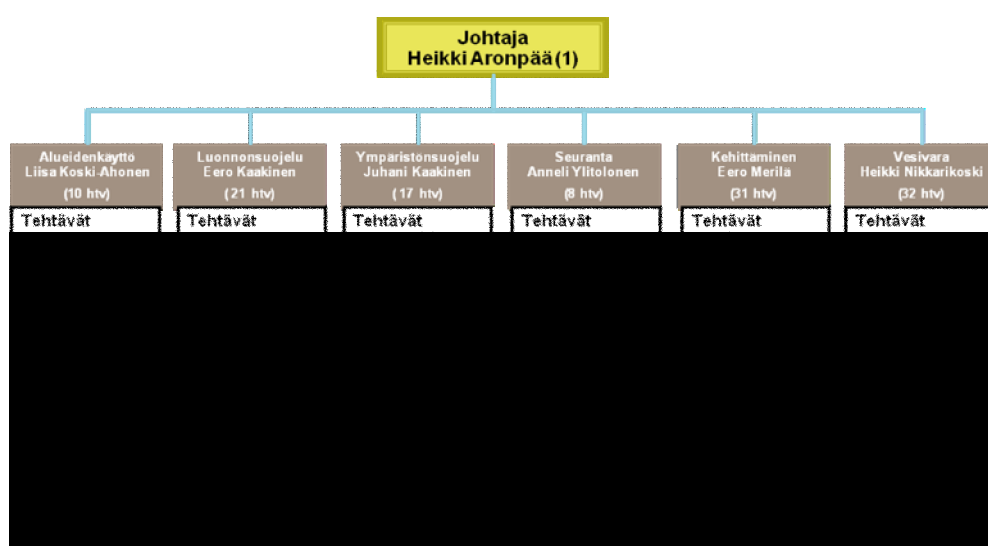 Johtaja
Heikki Aronpää (1)
Alueidenkäyttö
Liisa Koski-Ahonen
(10 htv)
Tehtävät
Luonnonsuojelu
Eero Kaakinen
(21 htv)
Tehtävät
Ympäristönsuojelu
Juhani Kaakinen
(17 htv)
Tehtävät
Seuranta
Anneli Ylitolonen
(8 htv)
Tehtävät
Kehittäminen
Eero Merilä
(31 htv)
Tehtävät
Vesivara
Heikki Nikkarikoski
(32 htv)
Tehtävät